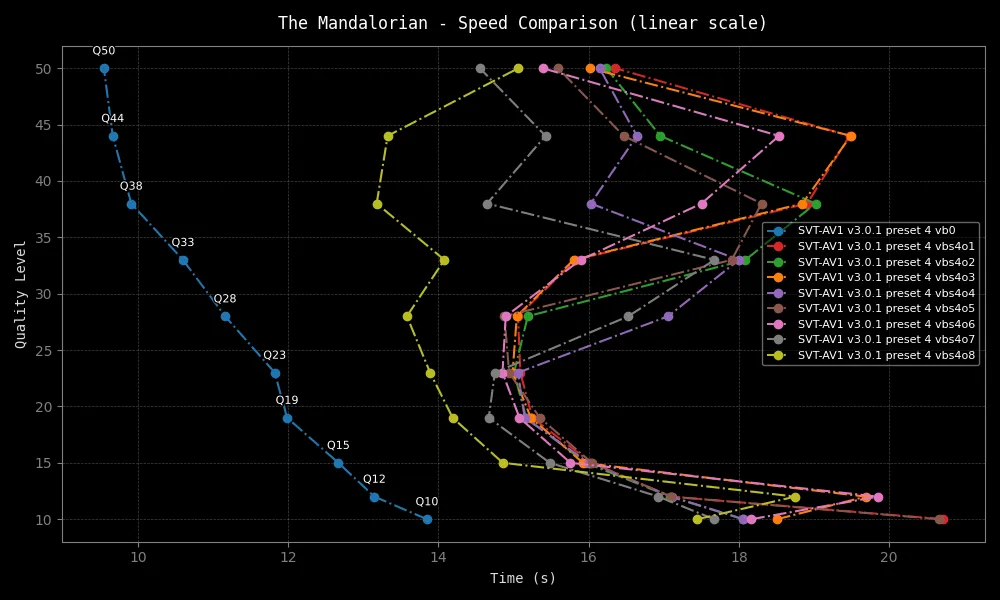 The Mandalorian - Speed Comparison (linear scale)
Quality Level
50
45
40
35
30
25
20
15
10
Q50
Q44
Q38
Q33
Q28
Q23
Q19
Q15
Q12
Q10
SVT-AV1 v3.0.1 preset 4 vb0
SVT-AV1 v3.0.1 preset 4 vbs4o1
SVT-AV1 v3.0.1 preset 4 vbs4o2
SVT-AV1 v3.0.1 preset 4 vbs4o3
SVT-AV1 v3.0.1 preset 4 vbs4o4
SVT-AV1 v3.0.1 preset 4 vbs4o5
SVT-AV1 v3.0.1 preset 4 vbs4o6
SVT-AV1 v3.0.1 preset 4 vbs4o7
SVT-AV1 v3.0.1 preset 4 vbs4o8
10 12 14 16 18 20
Time (s)